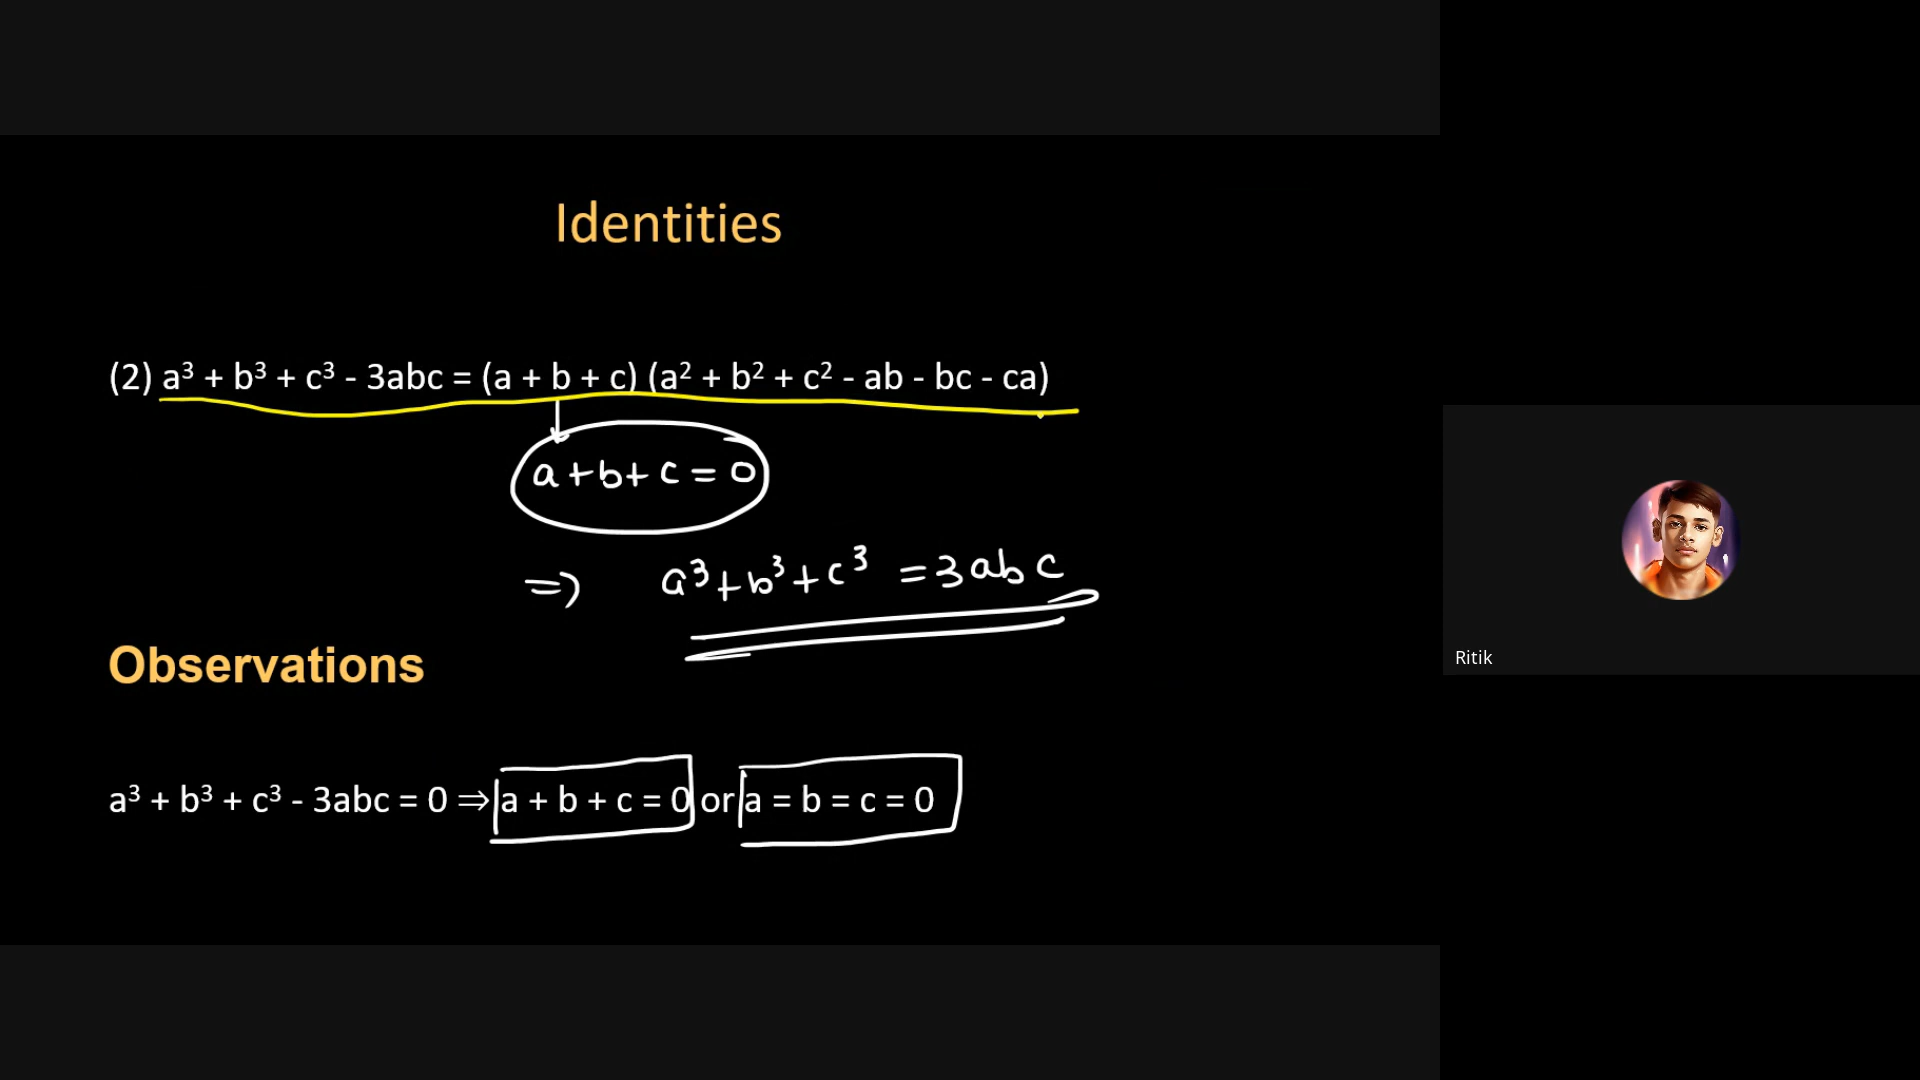 Identities
(2) a³ + b³ + c³ - 3abc = (a + b + c) (a² + b² + c² - ab - bc - ca)
a + b + c = 0
=> a³ + b³ + c³ = 3abc
Observations
a³ + b³ + c³ - 3abc = 0 ⇒ a + b + c = 0 or a = b = c = 0
Ritik